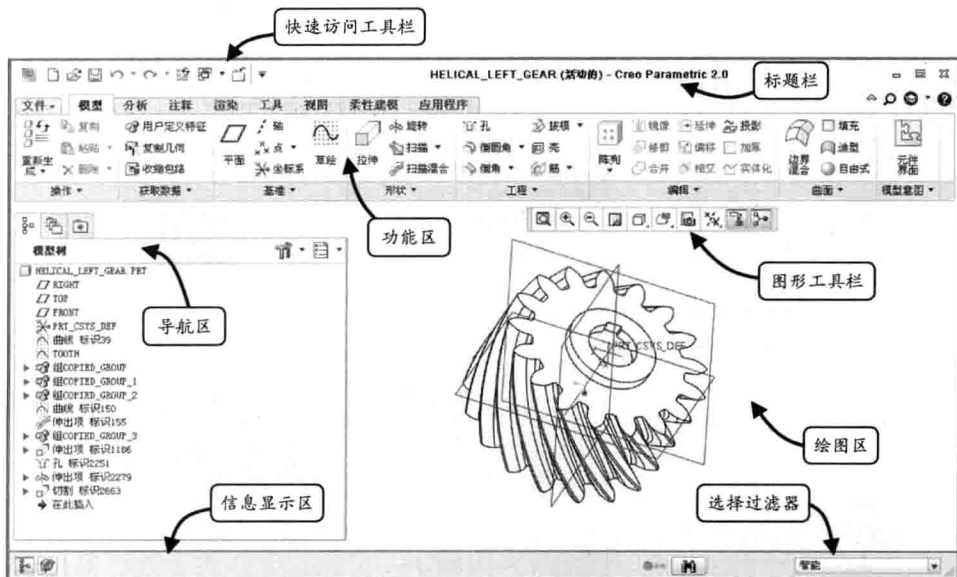 快速访问工具栏
HELICAL_LEFT_GEAR (活动的) - Creo Parametric 2.0
标题栏
文件 模型 分析 注释 渲染 工具 视图 柔性建模 应用程序
重新生成
复制
粘贴
删除
操作
用户定义特征
复制几何
收缩包络
获取数据
平面
轴
点
坐标系
草绘
基准
拉伸
旋转
扫描
扫描混合
形状
孔
倒圆角
倒角
拔模
壳
筋
工程
阵列
镜像
延伸
投影
修剪
偏移
加厚
合并
相交
实体化
编辑
边界混合
填充
造型
自由式
曲面
元件界面
模型意图
功能区
图形工具栏
模型树
导航区
HELICAL_LEFT_GEAR.PRT
RIGHT
TOP
FRONT
PRT_CSYS_DEF
曲线 标识39
TOOTH
组COPIED_GROUP
组COPIED_GROUP_1
组COPIED_GROUP_2
曲线 标识150
伸出项 标识155
组COPIED_GROUP_3
伸出项 标识1186
孔 标识2251
伸出项 标识2279
切割 标识2663
在此插入
PRT_CSYS_DEF
绘图区
信息显示区
选择过滤器
智能